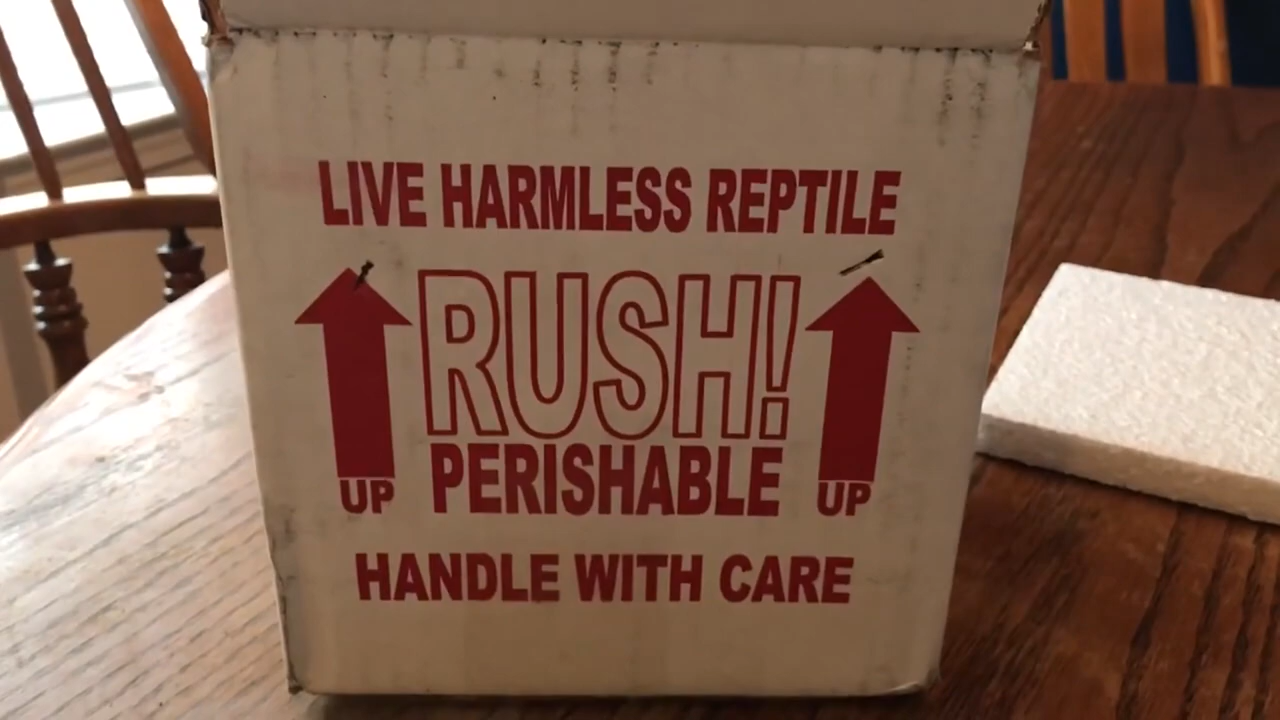 LIVE HARMLESS REPTILE
RUSH!
PERISHABLE
UP UP
HANDLE WITH CARE